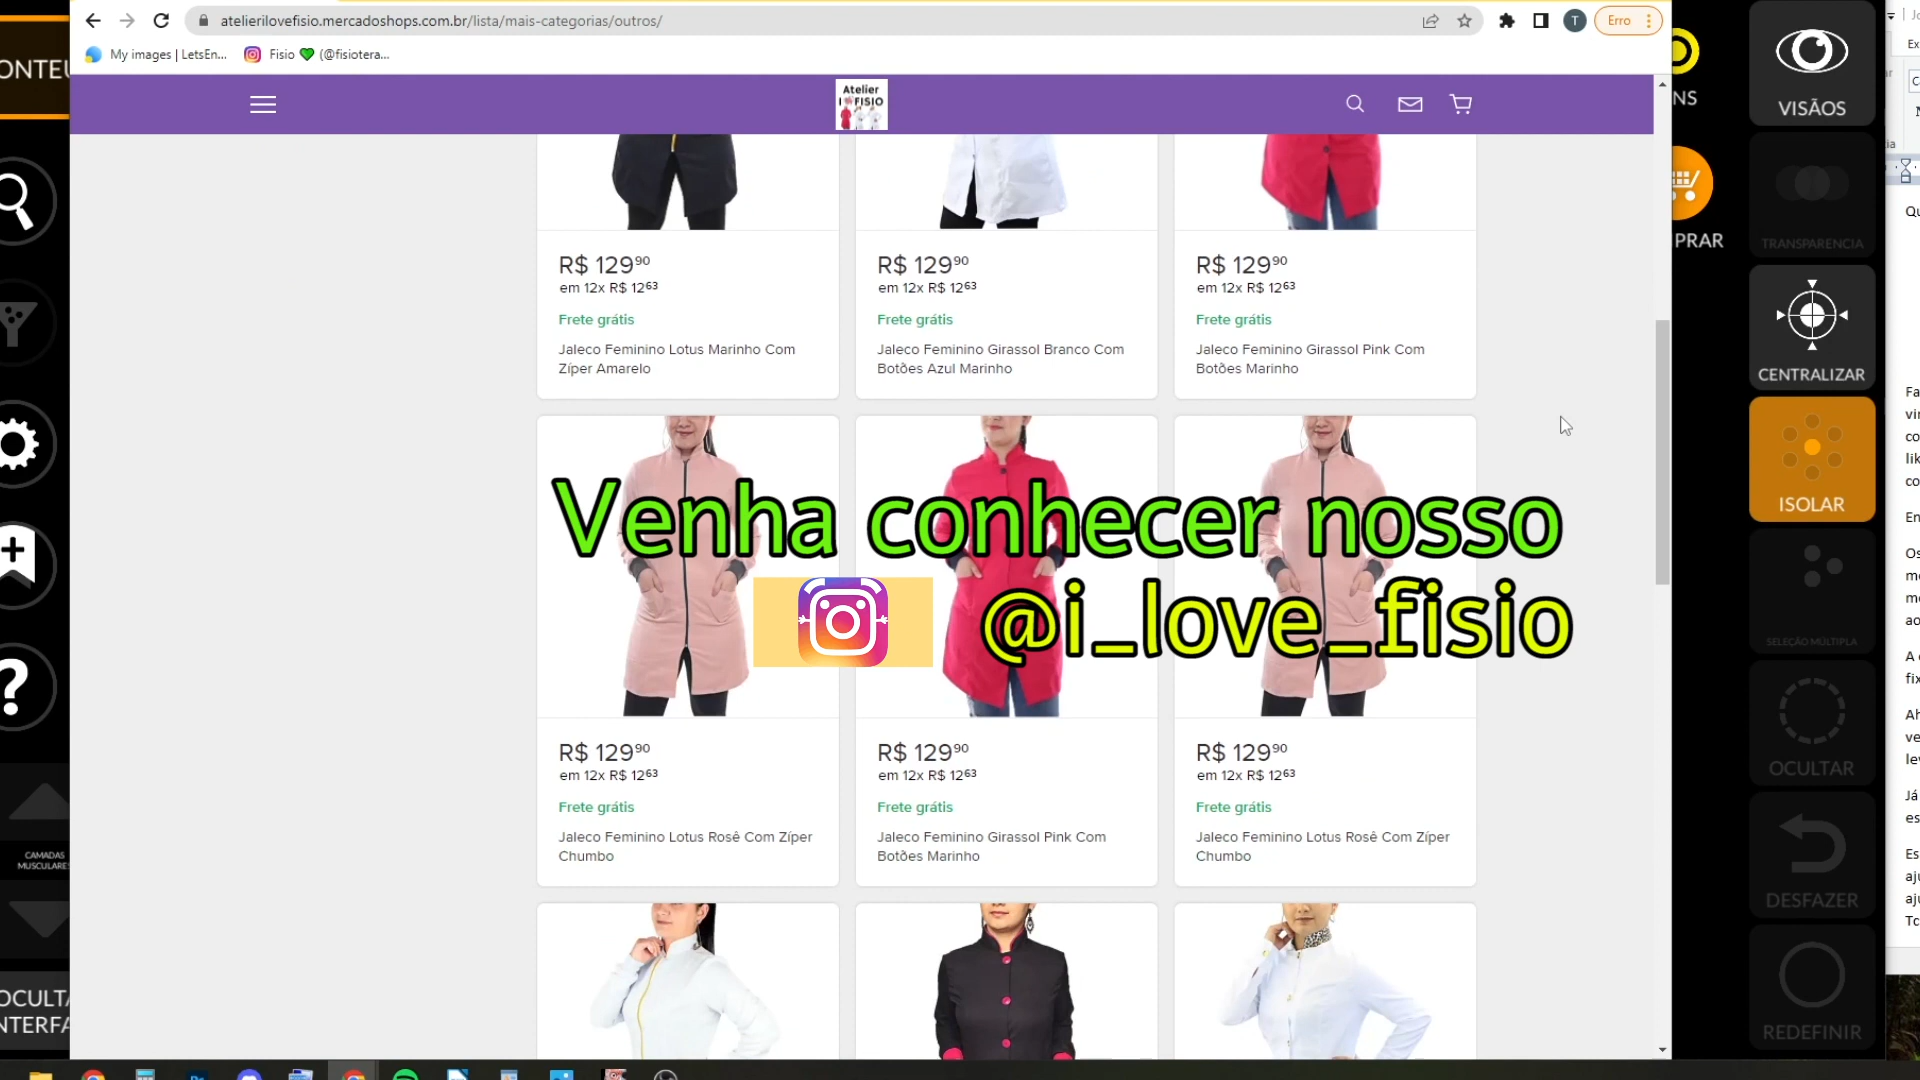 atelierilovefisio.mercadoshops.com.br/lista/mais-categorias/outros/
T
Erro
My images | LetsEn...
Fisio 💚 (@fisiotera...
Atelier
I FISIO
R$ 129⁹⁰
em 12x R$ 12⁶³
Frete grátis
Jaleco Feminino Lotus Marinho Com
Zíper Amarelo
R$ 129⁹⁰
em 12x R$ 12⁶³
Frete grátis
Jaleco Feminino Girassol Branco Com
Botões Azul Marinho
R$ 129⁹⁰
em 12x R$ 12⁶³
Frete grátis
Jaleco Feminino Girassol Pink Com
Botões Marinho
Venha conhecer nosso
@i_love_fisio
R$ 129⁹⁰
em 12x R$ 12⁶³
Frete grátis
Jaleco Feminino Lotus Rosê Com Zíper
Chumbo
R$ 129⁹⁰
em 12x R$ 12⁶³
Frete grátis
Jaleco Feminino Girassol Pink Com
Botões Marinho
R$ 129⁹⁰
em 12x R$ 12⁶³
Frete grátis
Jaleco Feminino Lotus Rosê Com Zíper
Chumbo
ONTEU
CAMADAS
MUSCULARES
OCULTA
NTERFA
NS
PRAR
VISÃOS
TRANSPARENCIA
CENTRALIZAR
ISOLAR
SELEÇÃO MÚLTIPLA
OCULTAR
DESFAZER
REDEFINIR